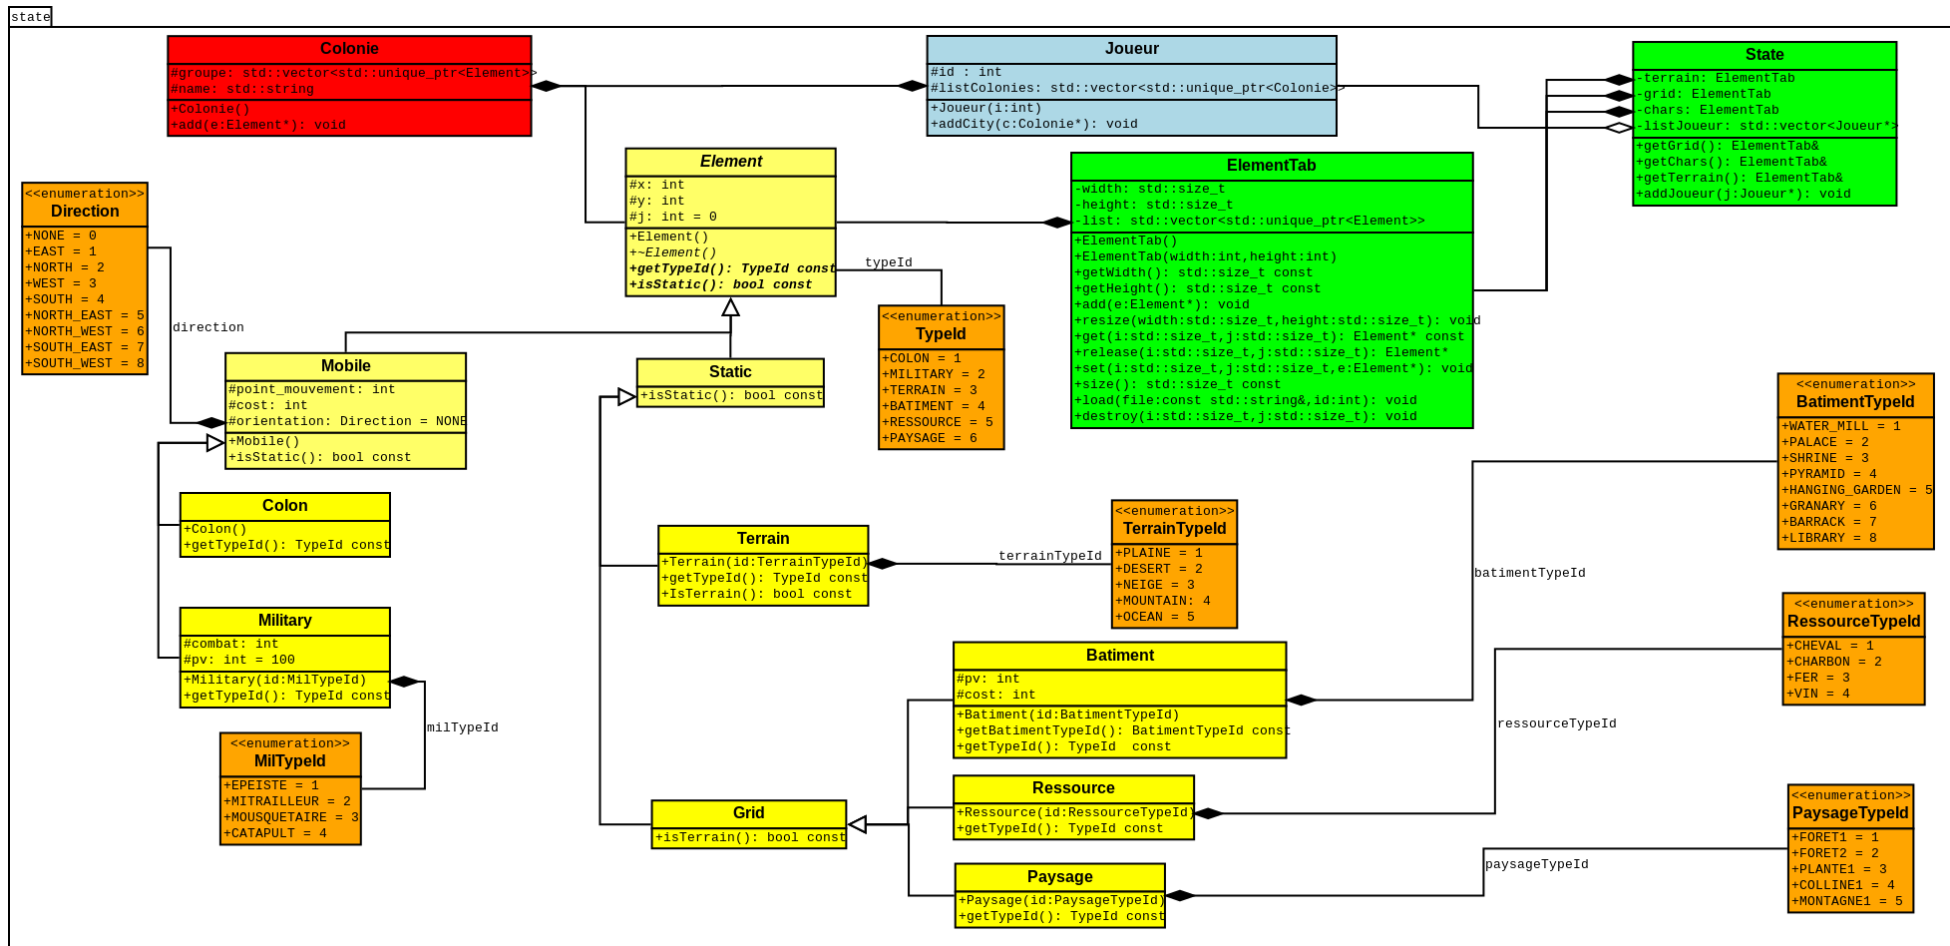 state
Colonie
#groupe: std::vector<std::unique_ptr<Element>>
#name: std::string
+Colonie()
+add(e:Element*): void
Joueur
#id : int
#listColonies: std::vector<std::unique_ptr<Colonie>>
+Joueur(i:int)
+addCity(c:Colonie*): void
State
-terrain: ElementTab
-grid: ElementTab
-chars: ElementTab
-listJoueur: std::vector<Joueur*>
+getGrid(): ElementTab&
+getChars(): ElementTab&
+getTerrain(): ElementTab&
+addJoueur(j:Joueur*): void
Element
#x: int
#y: int
#j: int = 0
+Element()
+~Element()
+getTypeId(): TypeId const
+isStatic(): bool const
ElementTab
-width: std::size_t
-height: std::size_t
-list: std::vector<std::unique_ptr<Element>>
+ElementTab()
+ElementTab(width:int,height:int)
+getWidth(): std::size_t const
+getHeight(): std::size_t const
+add(e:Element*): void
+resize(width:std::size_t,height:std::size_t): void
+get(i:std::size_t,j:std::size_t): Element* const
+release(i:std::size_t,j:std::size_t): Element*
+set(i:std::size_t,j:std::size_t,e:Element*): void
+size(): std::size_t const
+load(file:const std::string&,id:int): void
+destroy(i:std::size_t,j:std::size_t): void
<<enumeration>>
Direction
+NONE = 0
+EAST = 1
+NORTH = 2
+WEST = 3
+SOUTH = 4
+NORTH_EAST = 5
+NORTH_WEST = 6
+SOUTH_EAST = 7
+SOUTH_WEST = 8
direction
typeId
<<enumeration>>
TypeId
+COLON = 1
+MILITARY = 2
+TERRAIN = 3
+BATIMENT = 4
+RESSOURCE = 5
+PAYSAGE = 6
Mobile
#point_mouvement: int
#cost: int
#orientation: Direction = NONE
+Mobile()
+isStatic(): bool const
Static
+isStatic(): bool const
<<enumeration>>
BatimentTypeId
+WATER_MILL = 1
+PALACE = 2
+SHRINE = 3
+PYRAMID = 4
+HANGING_GARDEN = 5
+GRANARY = 6
+BARRACK = 7
+LIBRARY = 8
Colon
+Colon()
+getTypeId(): TypeId const
Terrain
+Terrain(id:TerrainTypeId)
+getTypeId(): TypeId const
+IsTerrain(): bool const
terrainTypeId
<<enumeration>>
TerrainTypeId
+PLAINE = 1
+DESERT = 2
+NEIGE = 3
+MOUNTAIN: 4
+OCEAN = 5
batimentTypeId
Military
#combat: int
#pv: int = 100
+Military(id:MilTypeId)
+getTypeId(): TypeId const
milTypeId
<<enumeration>>
MilTypeId
+EPEISTE = 1
+MITRAILLEUR = 2
+MOUSQUETAIRE = 3
+CATAPULT = 4
Batiment
#pv: int
#cost: int
+Batiment(id:BatimentTypeId)
+getBatimentTypeId(): BatimentTypeId const
+getTypeId(): TypeId  const
<<enumeration>>
RessourceTypeId
+CHEVAL = 1
+CHARBON = 2
+FER = 3
+VIN = 4
ressourceTypeId
Grid
+isTerrain(): bool const
Ressource
+Ressource(id:RessourceTypeId)
+getTypeId(): TypeId const
<<enumeration>>
PaysageTypeId
+FORET1 = 1
+FORET2 = 2
+PLANTE1 = 3
+COLLINE1 = 4
+MONTAGNE1 = 5
paysageTypeId
Paysage
+Paysage(id:PaysageTypeId)
+getTypeId(): TypeId const